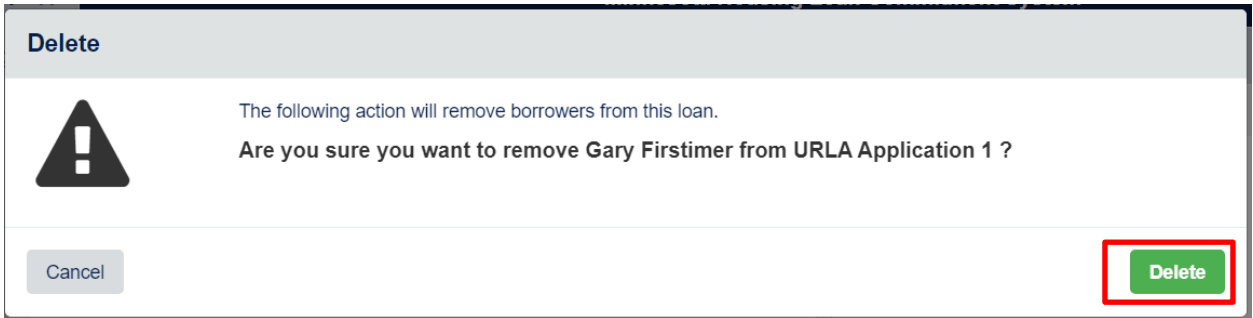 Delete
The following action will remove borrowers from this loan.
Are you sure you want to remove Gary Firstimer from URLA Application 1 ?
Cancel
Delete